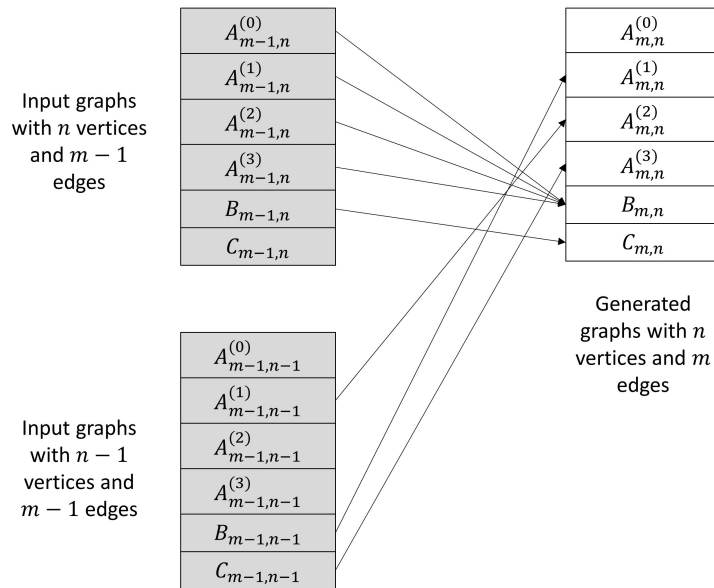 Input graphs
with n vertices
and m − 1
edges
A_{m−1,n}^{(0)}
A_{m−1,n}^{(1)}
A_{m−1,n}^{(2)}
A_{m−1,n}^{(3)}
B_{m−1,n}
C_{m−1,n}
A_{m,n}^{(0)}
A_{m,n}^{(1)}
A_{m,n}^{(2)}
A_{m,n}^{(3)}
B_{m,n}
C_{m,n}
Generated
graphs with n
vertices and m
edges
Input graphs
with n − 1
vertices and
m − 1 edges
A_{m−1,n−1}^{(0)}
A_{m−1,n−1}^{(1)}
A_{m−1,n−1}^{(2)}
A_{m−1,n−1}^{(3)}
B_{m−1,n−1}
C_{m−1,n−1}